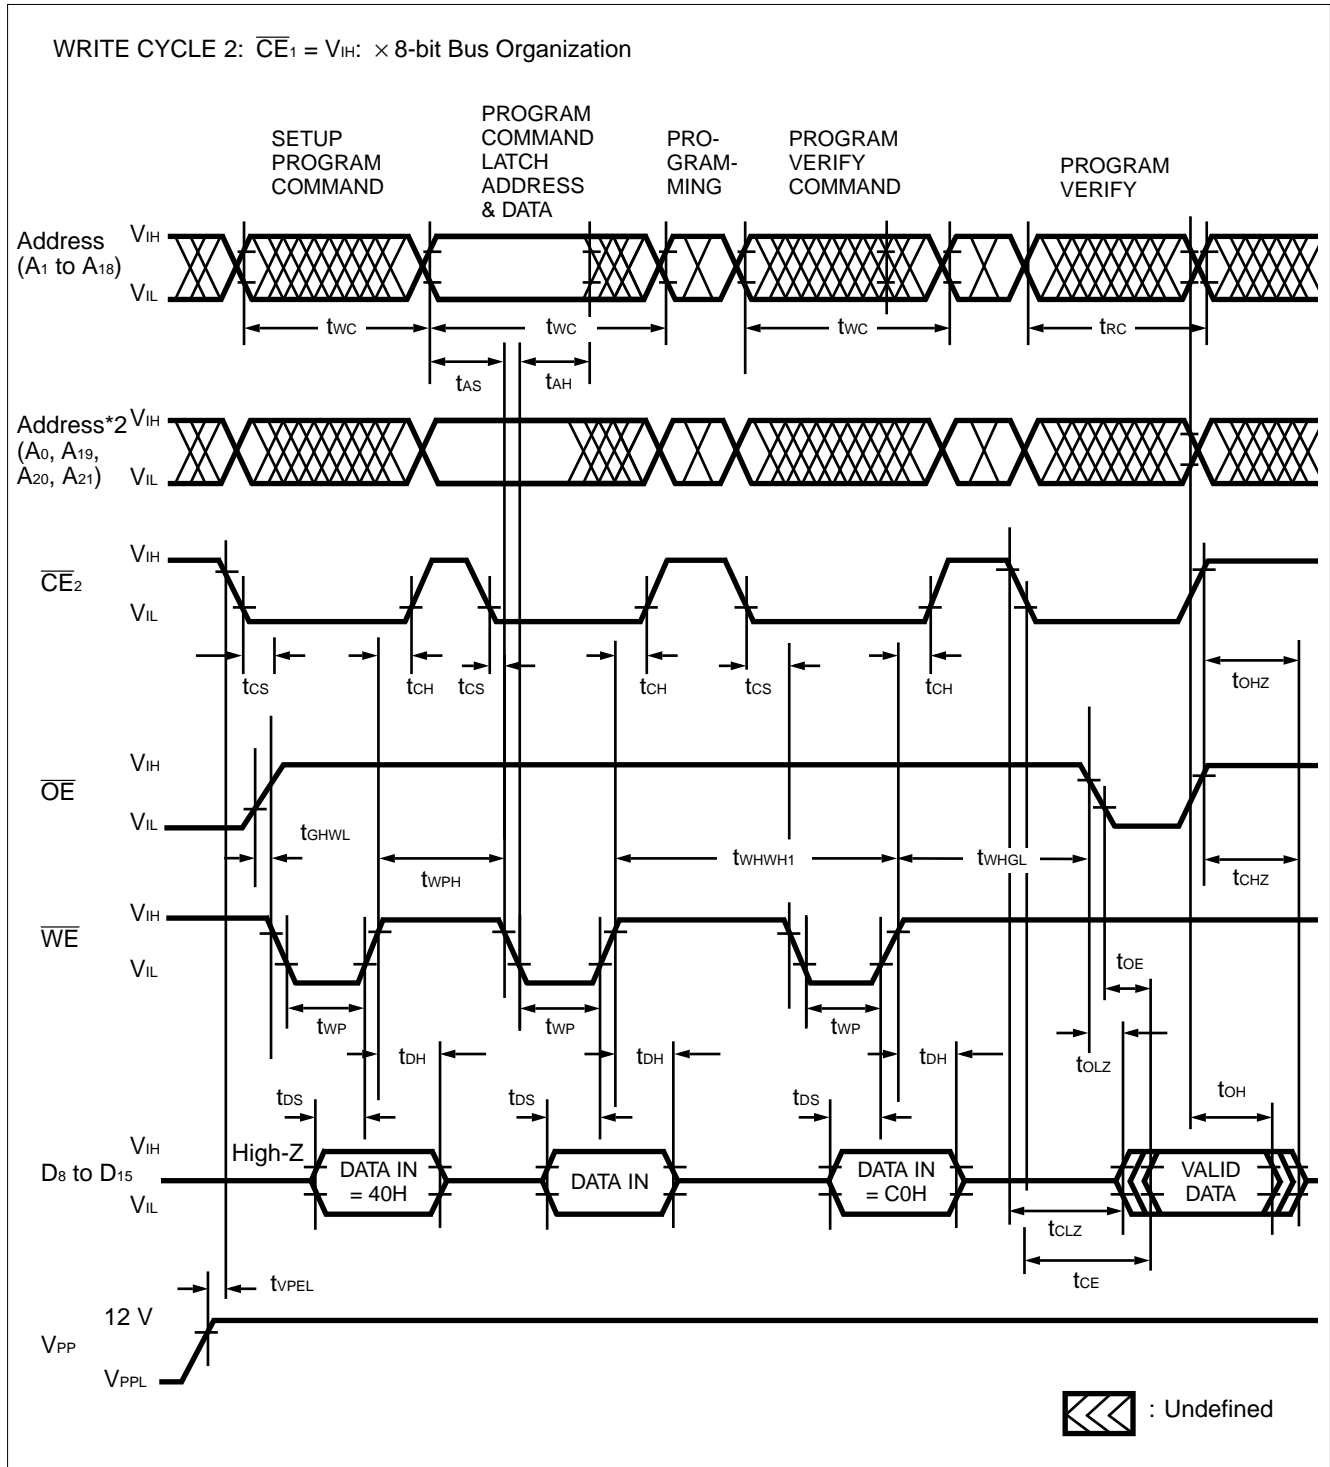 WRITE CYCLE 2: CE1 = VIH: × 8-bit Bus Organization
SETUP
PROGRAM
COMMAND
PROGRAM
COMMAND
LATCH
ADDRESS
& DATA
PRO-
GRAM-
MING
PROGRAM
VERIFY
COMMAND
PROGRAM
VERIFY
Address
(A1 to A18)
VIH
VIL
tWC
tWC
tWC
tRC
tAS
tAH
Address*2
(A0, A19,
A20, A21)
VIH
VIL
CE2
VIH
VIL
tCS
tCH
tCS
tCH
tCS
tCH
tOHZ
OE
VIH
VIL
tGHWL
tWPH
tWHWH1
tWHGL
tCHZ
WE
VIH
VIL
tOE
tWP
tWP
tWP
tDH
tDH
tDH
tOLZ
tDS
tDS
tDS
tOH
D8 to D15
VIH
VIL
High-Z
DATA IN
= 40H
DATA IN
DATA IN
= C0H
VALID
DATA
tCLZ
tCE
tVPEL
VPP
12 V
VPPL
: Undefined